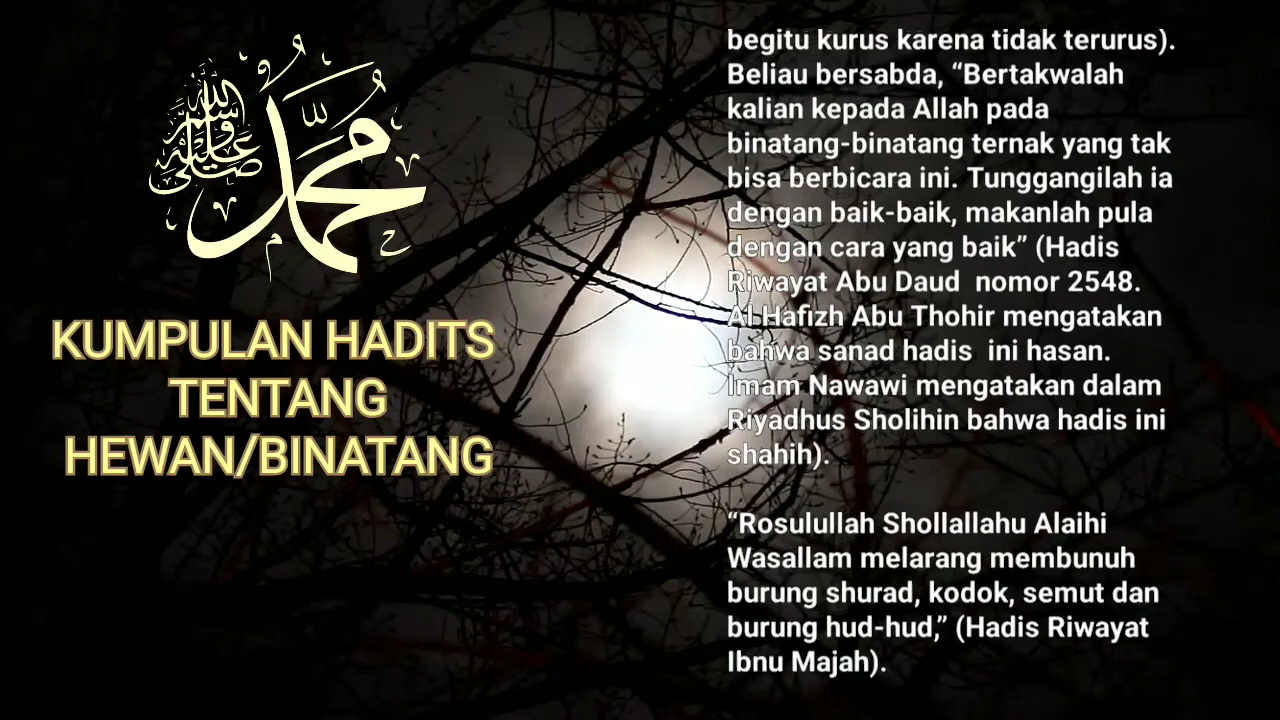 محمد
صلى الله عليه وسلم
KUMPULAN HADITS
TENTANG
HEWAN/BINATANG
begitu kurus karena tidak terurus).
Beliau bersabda, “Bertakwalah
kalian kepada Allah pada
binatang-binatang ternak yang tak
bisa berbicara ini. Tunggangilah ia
dengan baik-baik, makanlah pula
dengan cara yang baik” (Hadis
Riwayat Abu Daud  nomor 2548.
Al Hafizh Abu Thohir mengatakan
bahwa sanad hadis  ini hasan.
Imam Nawawi mengatakan dalam
Riyadhus Sholihin bahwa hadis ini
shahih).
“Rosulullah Shollallahu Alaihi
Wasallam melarang membunuh
burung shurad, kodok, semut dan
burung hud-hud,” (Hadis Riwayat
Ibnu Majah).